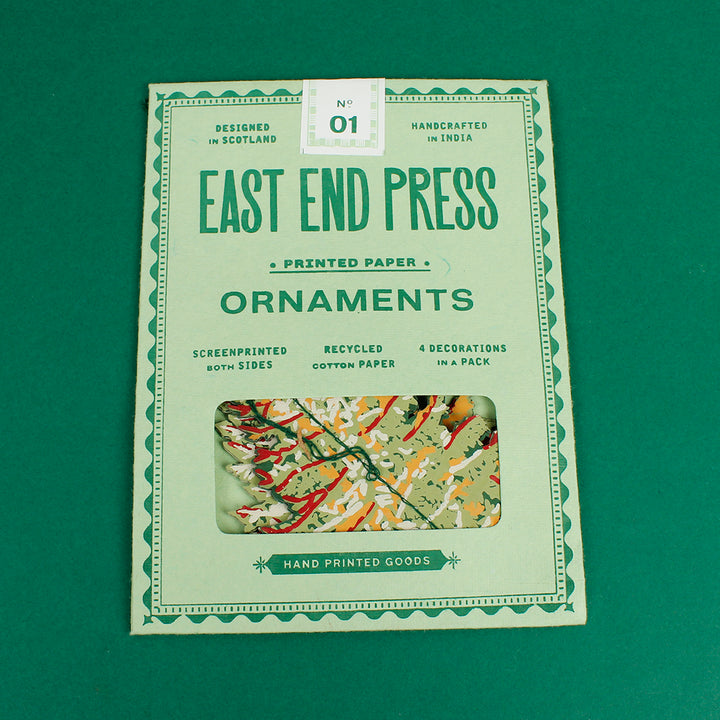 Nº
01
DESIGNED
IN SCOTLAND
HANDCRAFTED
IN INDIA
EAST END PRESS
• PRINTED PAPER •
ORNAMENTS
SCREENPRINTED
BOTH SIDES
RECYCLED
COTTON PAPER
4 DECORATIONS
IN A PACK
HAND PRINTED GOODS